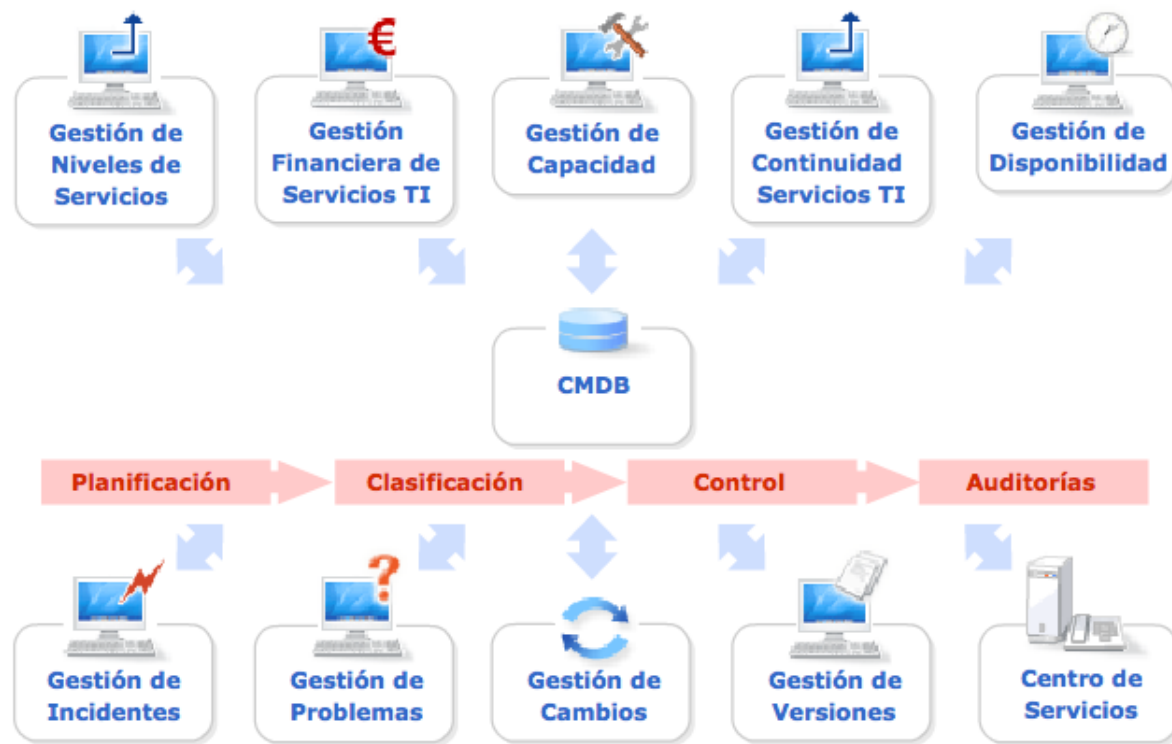 €
Gestión de
Niveles de
Servicios
Gestión
Financiera de
Servicios TI
Gestión de
Capacidad
Gestión de
Continuidad
Servicios TI
Gestión de
Disponibilidad
CMDB
Planificación
Clasificación
Control
Auditorías
?
Gestión de
Incidentes
Gestión de
Problemas
Gestión de
Cambios
Gestión de
Versiones
Centro de
Servicios